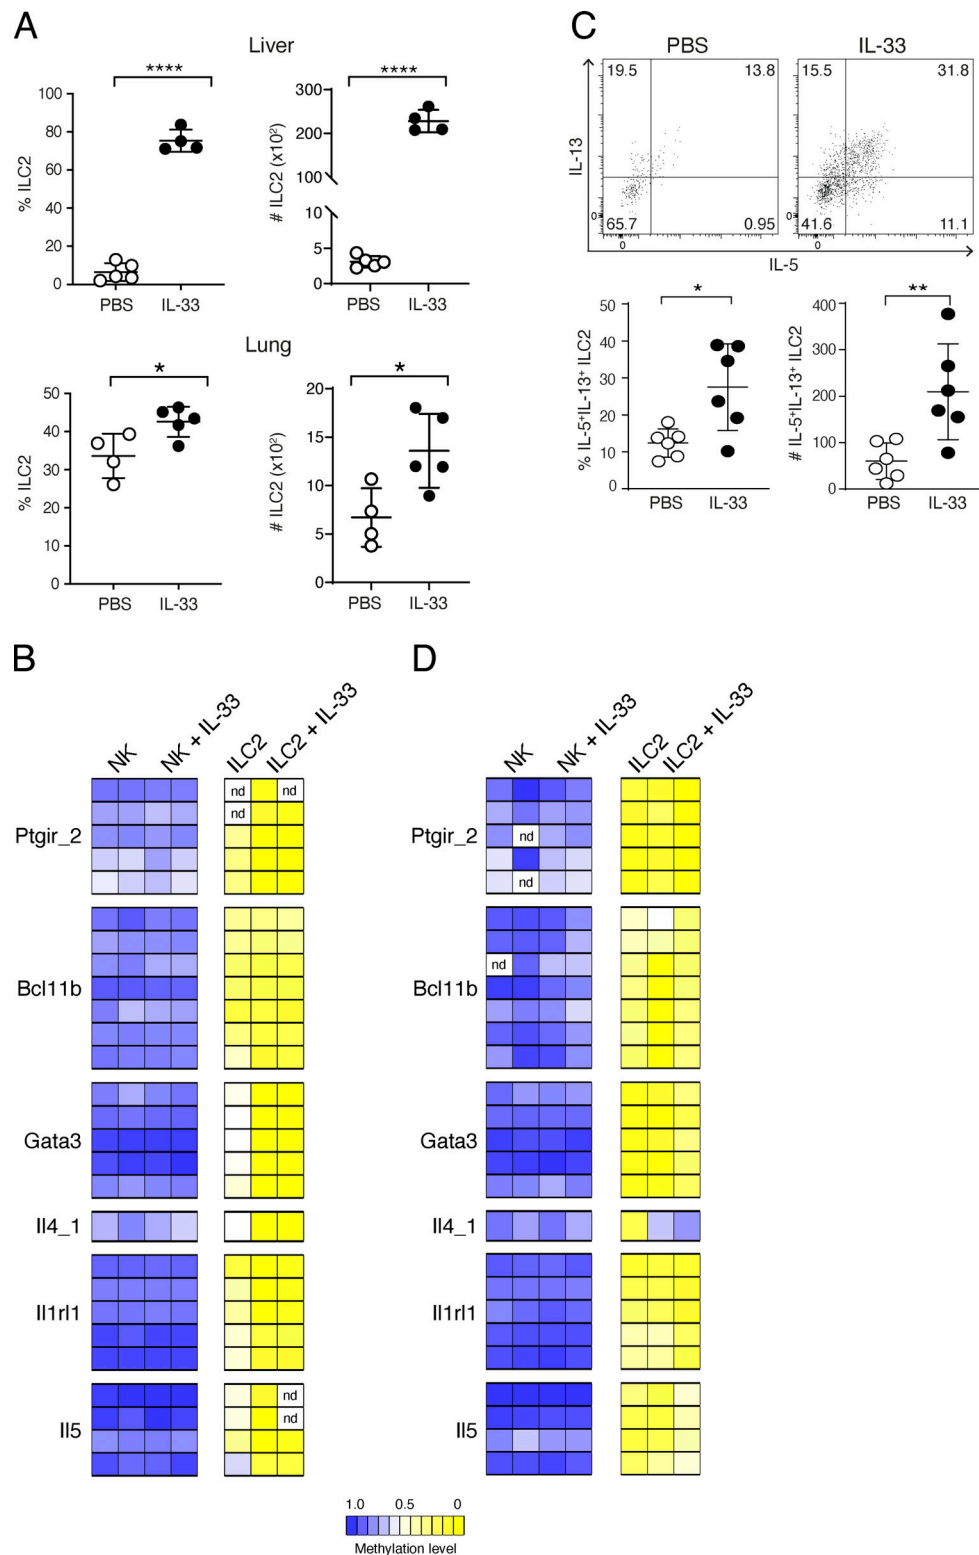 A
Liver
****
****
% ILC2
100
80
60
40
20
0
PBS
IL-33
# ILC2 (x10²)
300
200
100
10
5
0
PBS
IL-33
Lung
*
*
% ILC2
50
40
30
20
10
0
PBS
IL-33
# ILC2 (x10²)
20
15
10
5
0
PBS
IL-33
C
PBS
IL-33
19.5
13.8
65.7
0.95
15.5
31.8
41.6
11.1
IL-13
0
0
0
0
IL-5
*
**
% IL-5⁺IL-13⁺ ILC2
50
40
30
20
10
0
PBS
IL-33
# IL-5⁺IL-13⁺ ILC2
400
300
200
100
0
PBS
IL-33
B
NK
NK + IL-33
ILC2
ILC2 + IL-33
Ptgir_2
nd
nd
nd
Bcl11b
Gata3
Il4_1
Il1rl1
Il5
nd
nd
D
NK
NK + IL-33
ILC2
ILC2 + IL-33
Ptgir_2
nd
nd
Bcl11b
nd
Gata3
Il4_1
Il1rl1
Il5
1.0 0.5 0
Methylation level